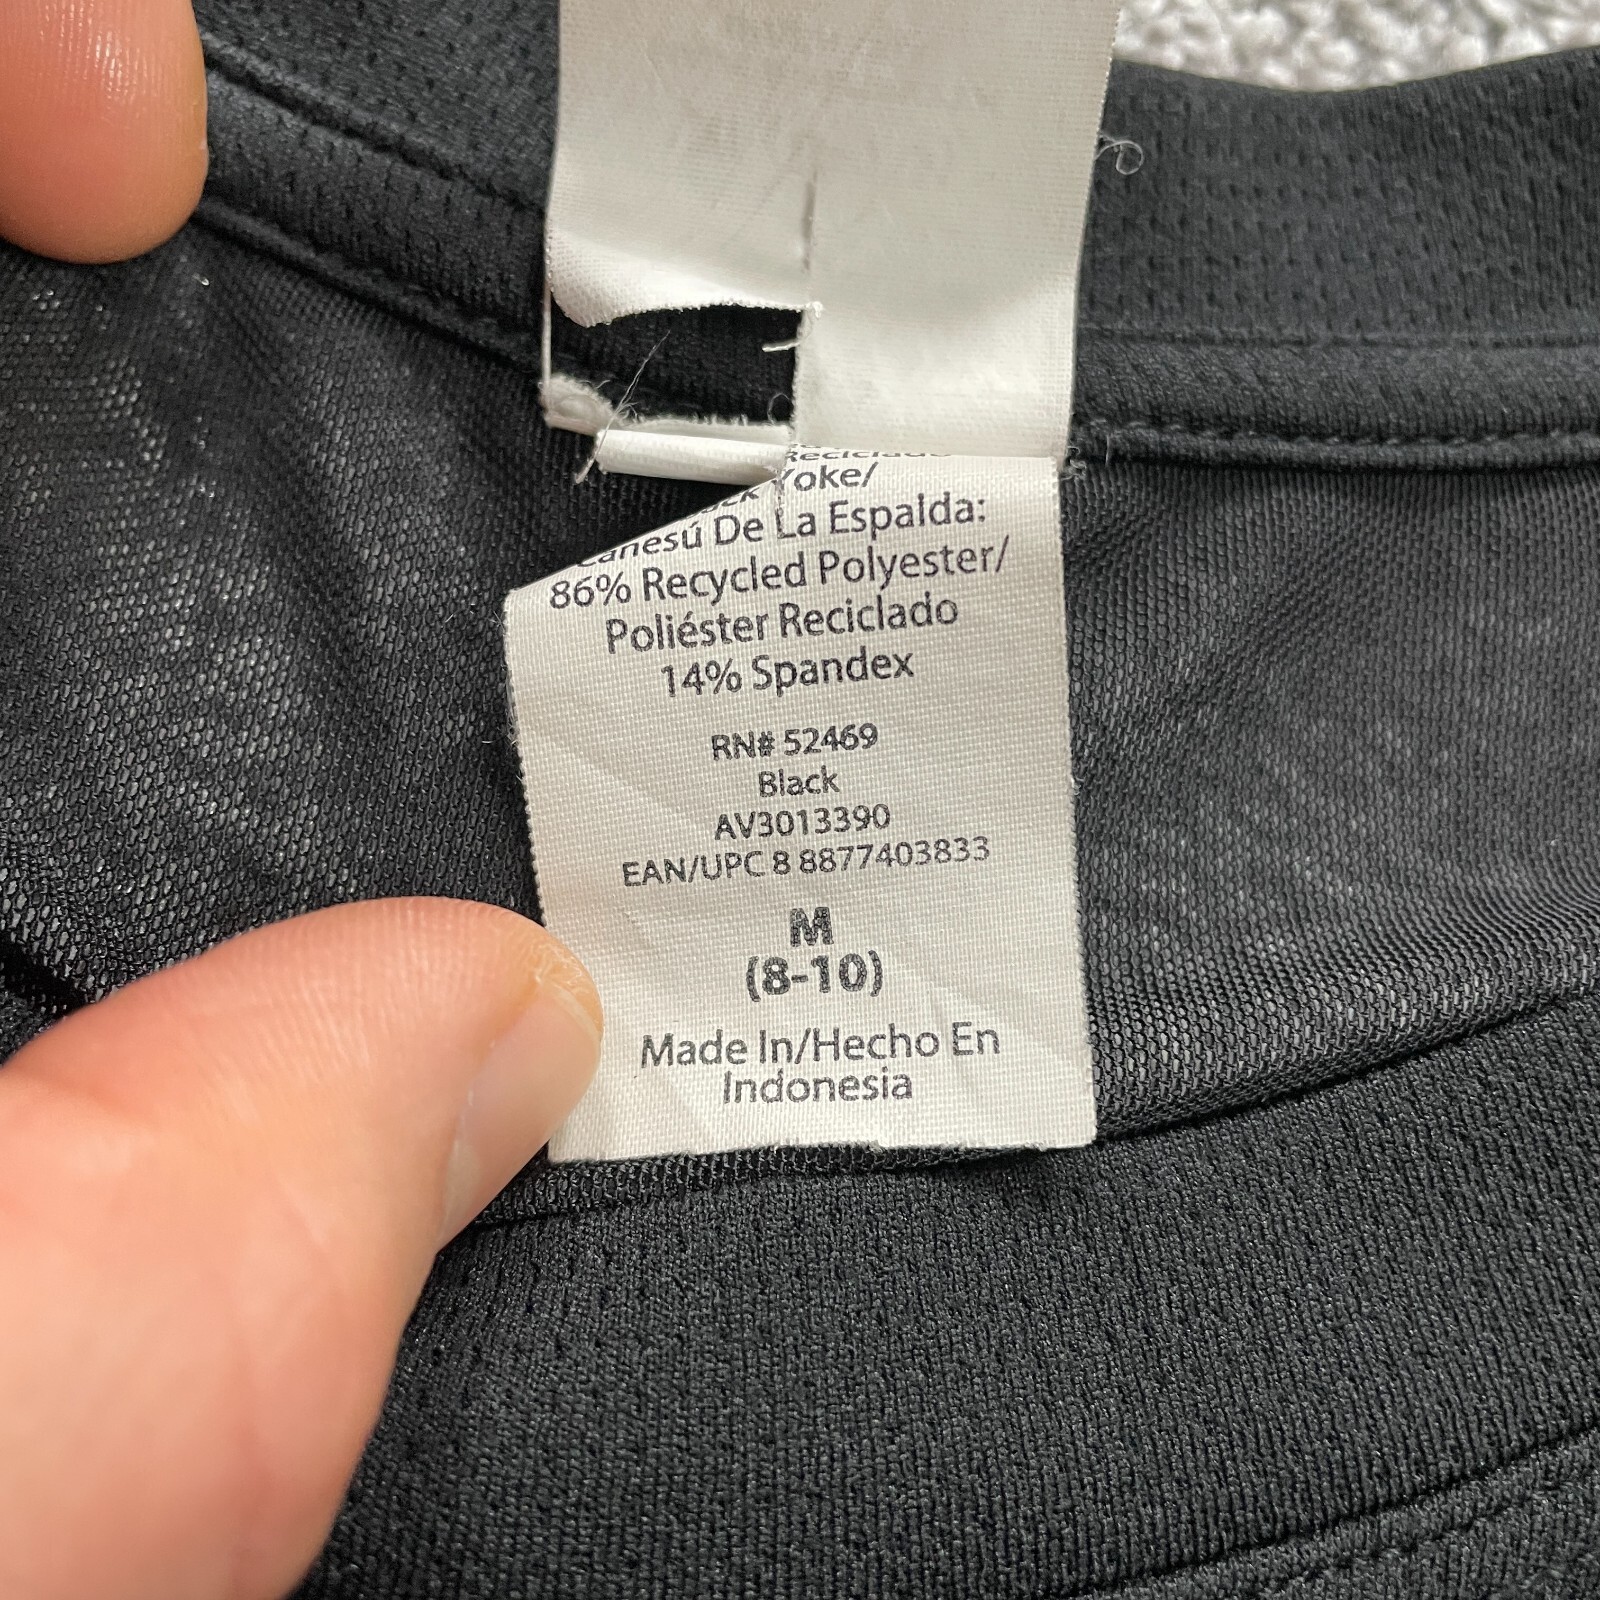 Reciclado
Yoke/
Canesú De La Espalda:
86% Recycled Polyester/
Poliéster Reciclado
14% Spandex
RN# 52469
Black
AV3013390
EAN/UPC 8 8877403833
M
(8-10)
Made In/Hecho En
Indonesia